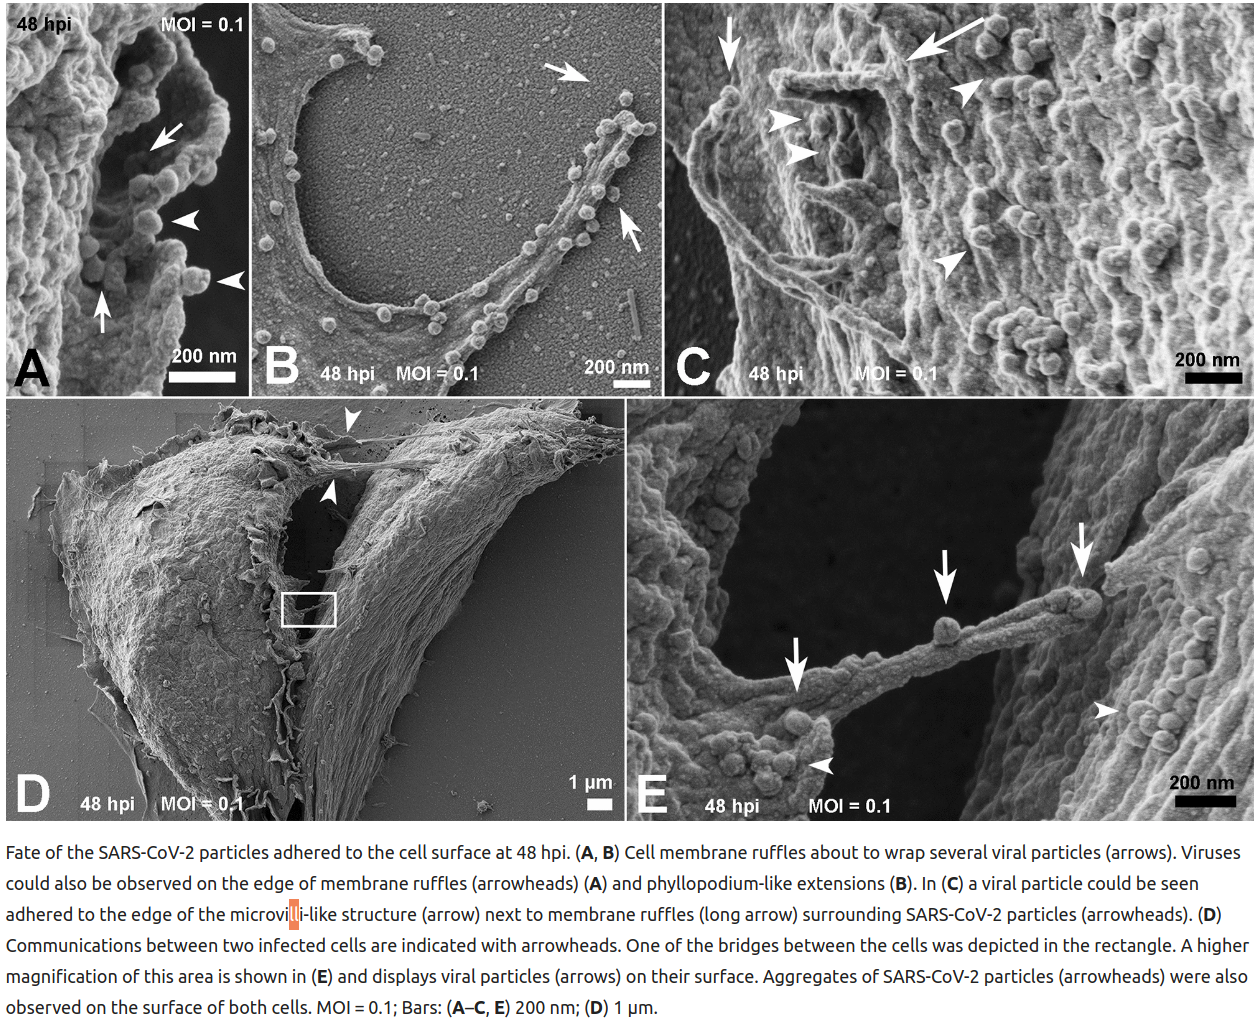 48 hpi MOI = 0.1
200 nm
A
B
48 hpi MOI = 0.1
200 nm
C
48 hpi MOI = 0.1
200 nm
D
48 hpi MOI = 0.1
1 µm
E
48 hpi MOI = 0.1
200 nm
Fate of the SARS-CoV-2 particles adhered to the cell surface at 48 hpi. (A, B) Cell membrane ruffles about to wrap several viral particles (arrows). Viruses
could also be observed on the edge of membrane ruffles (arrowheads) (A) and phyllopodium-like extensions (B). In (C) a viral particle could be seen
adhered to the edge of the microvilli-like structure (arrow) next to membrane ruffles (long arrow) surrounding SARS-CoV-2 particles (arrowheads). (D)
Communications between two infected cells are indicated with arrowheads. One of the bridges between the cells was depicted in the rectangle. A higher
magnification of this area is shown in (E) and displays viral particles (arrows) on their surface. Aggregates of SARS-CoV-2 particles (arrowheads) were also
observed on the surface of both cells. MOI = 0.1; Bars: (A–C, E) 200 nm; (D) 1 µm.